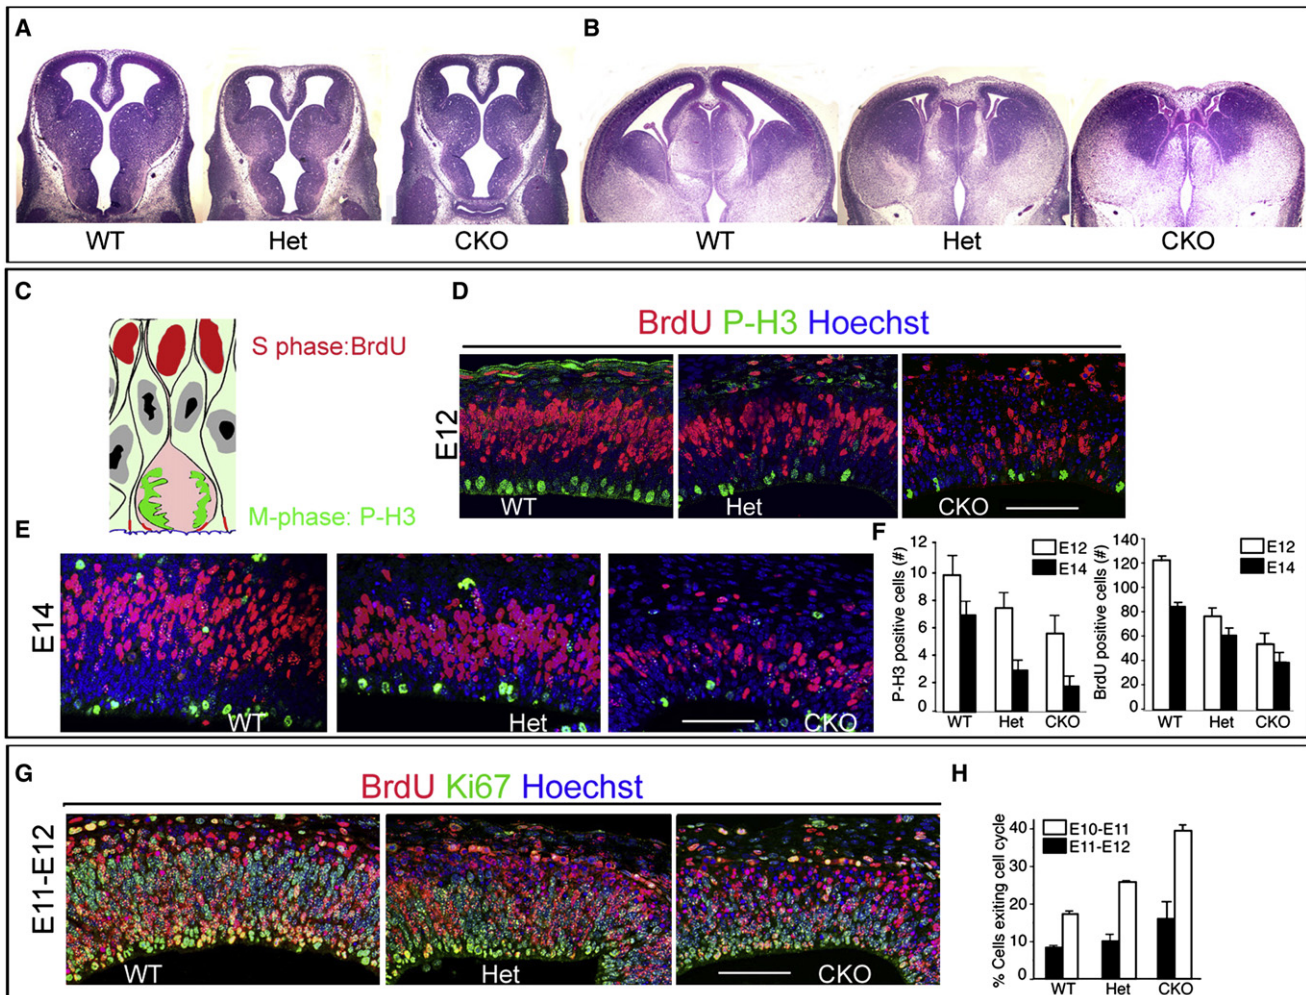 A
B
WT
Het
CKO
WT
Het
CKO
C
S phase:BrdU
M-phase: P-H3
D
BrdU P-H3 Hoechst
E12
WT
Het
CKO
E
E14
WT
Het
CKO
F
P-H3 positive cells (#)
12
10
8
6
4
2
0
E12
E14
WT Het CKO
BrdU positive cells (#)
140
120
100
80
60
40
20
0
E12
E14
WT Het CKO
G
BrdU Ki67 Hoechst
E11-E12
WT
Het
CKO
H
% Cells exiting cell cycle
40
30
20
10
0
E10-E11
E11-E12
WT Het CKO